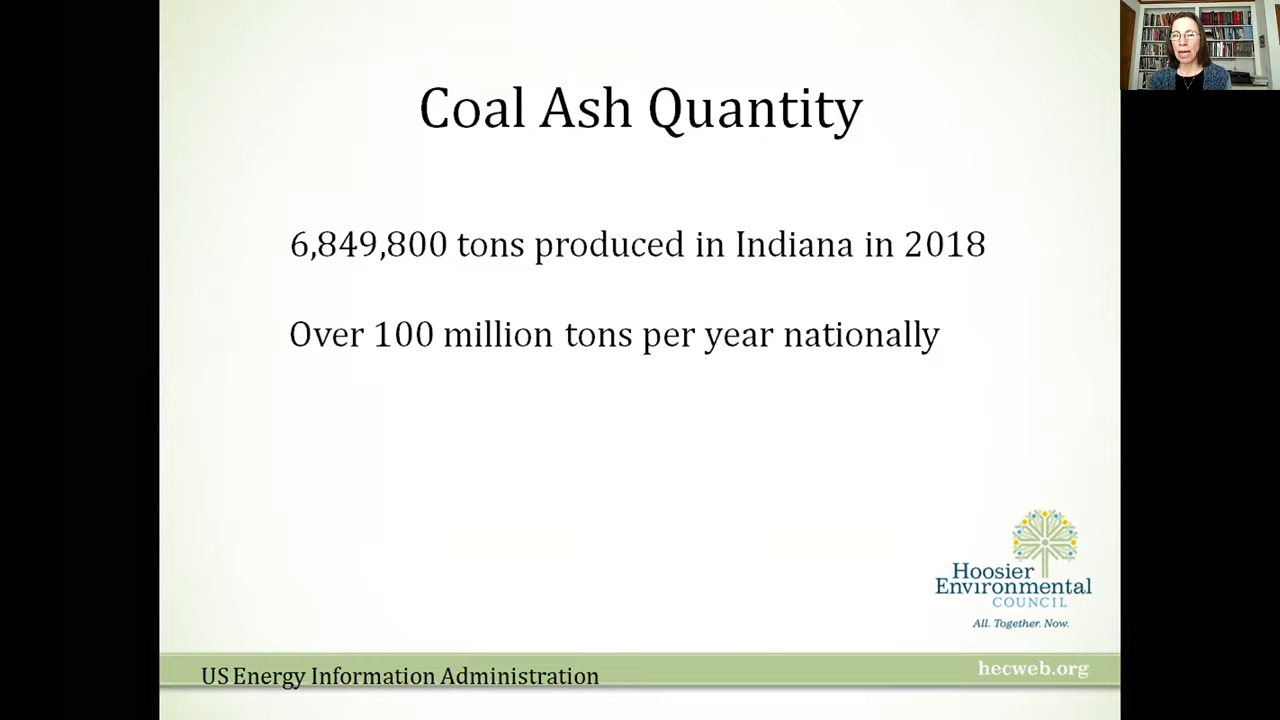 Coal Ash Quantity
6,849,800 tons produced in Indiana in 2018
Over 100 million tons per year nationally
Hoosier
Environmental
COUNCIL
All. Together. Now.
US Energy Information Administration
hecweb.org